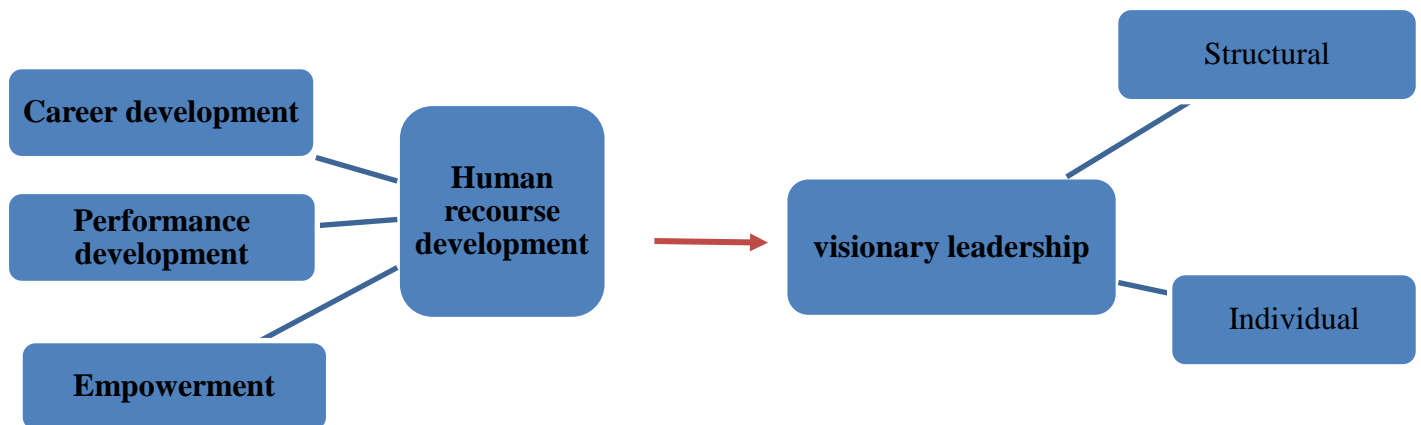 Career development
Performance
development
Empowerment
Human
recourse
development
visionary leadership
Structural
Individual